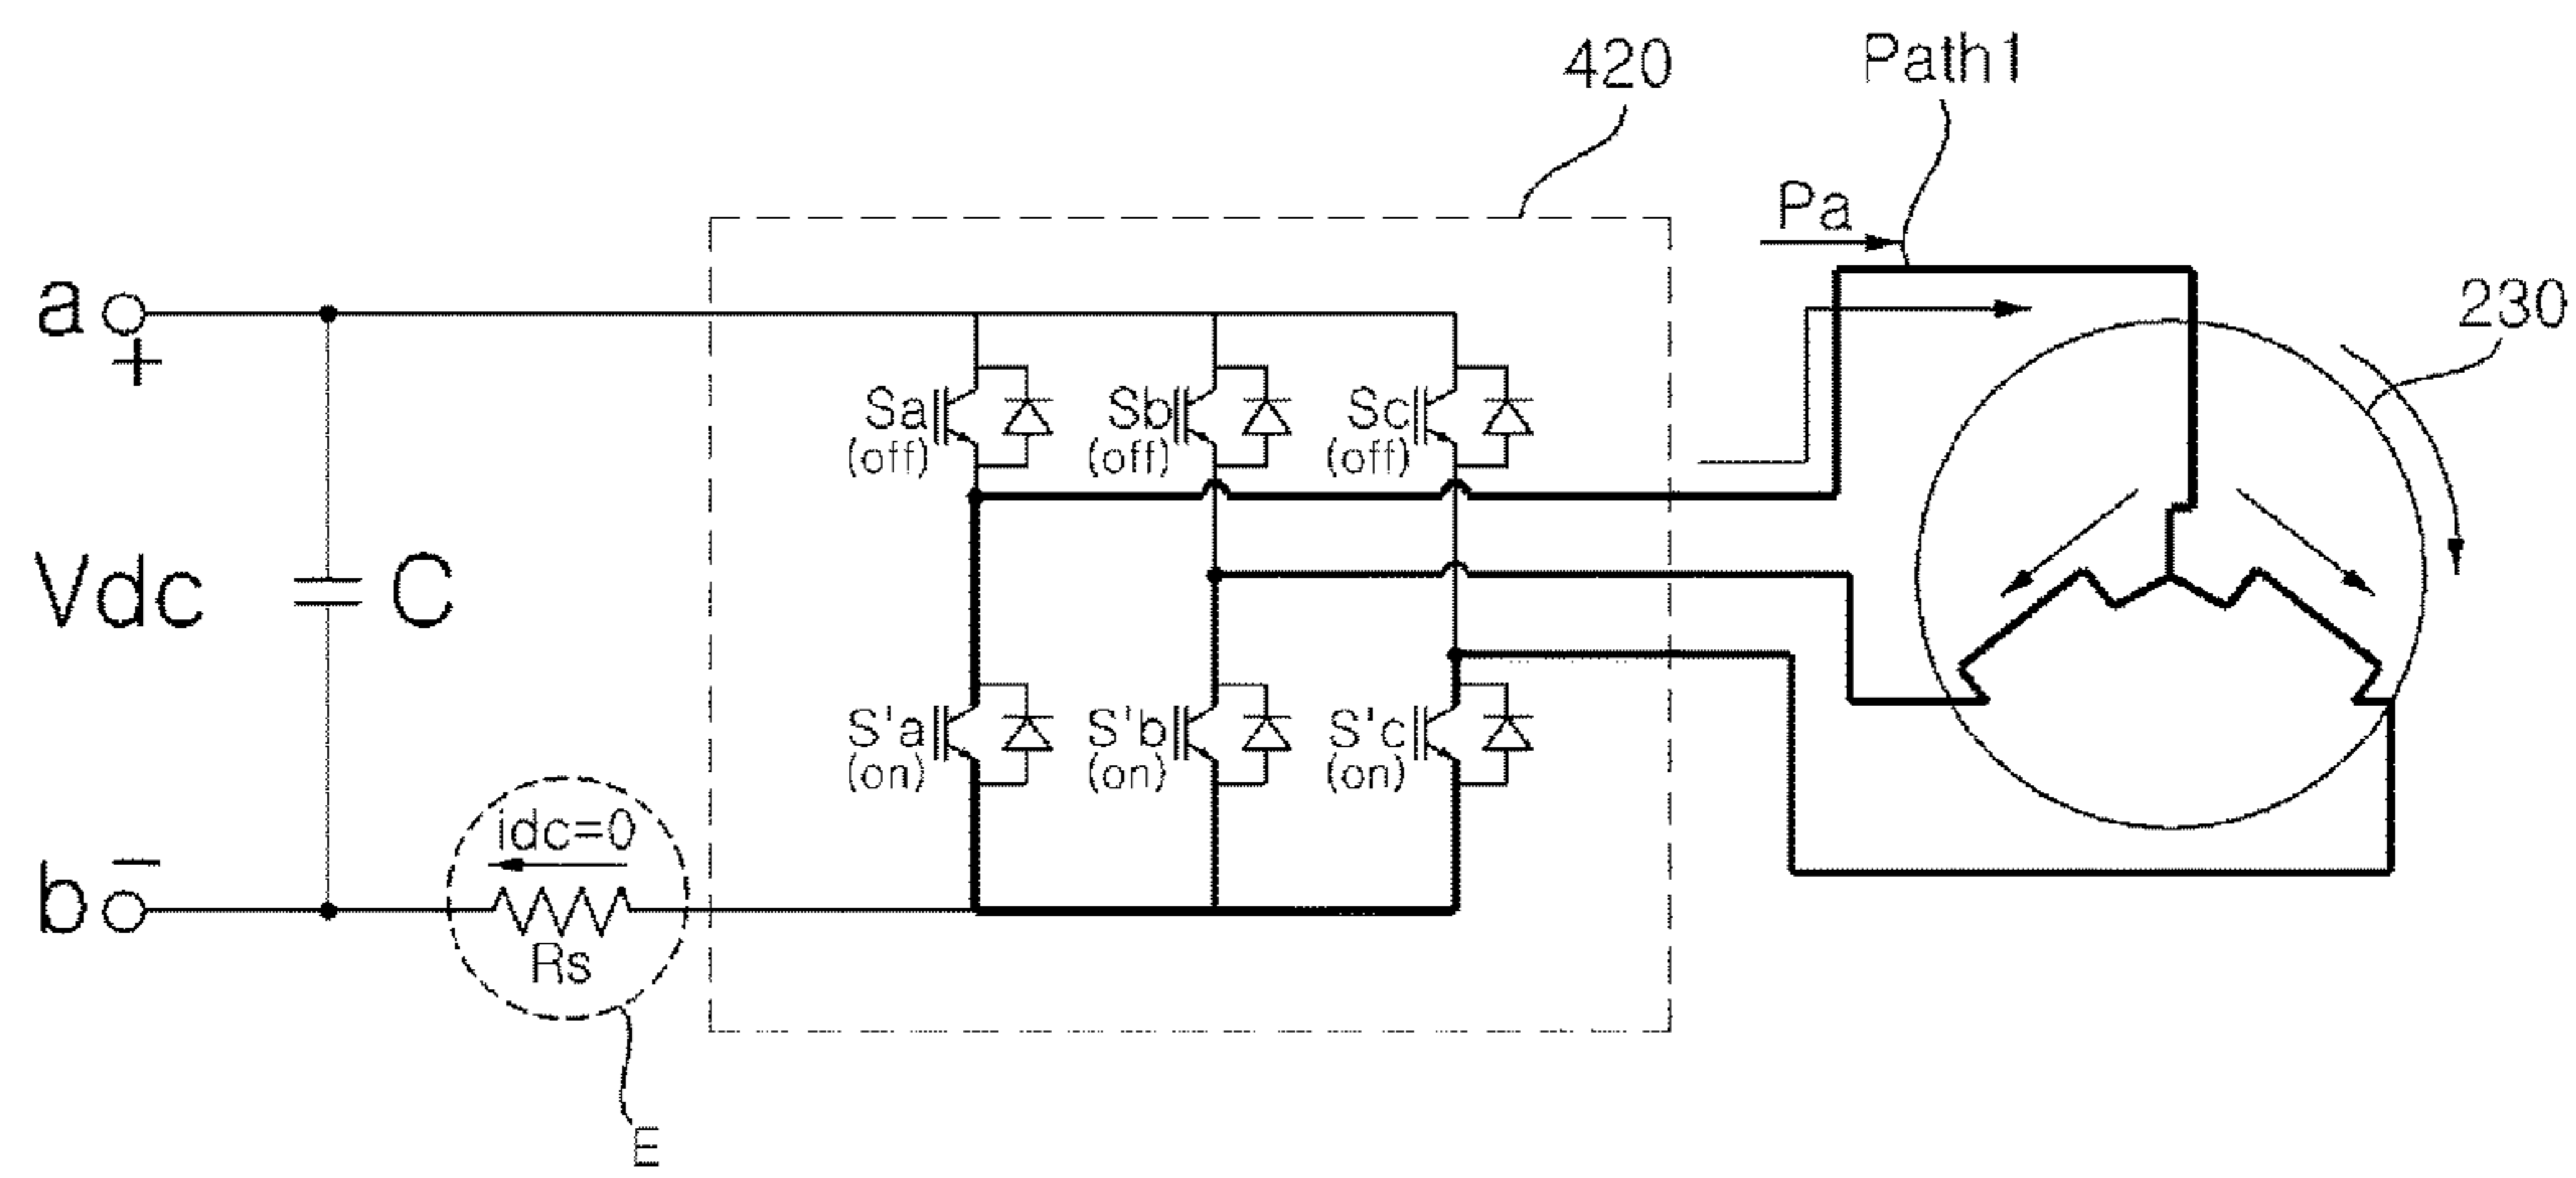 420
Path1
Pa
a
+
230
Sa
(off)
Sb
(off)
Sc
(off)
Vdc
C
S'a
(on)
S'b
(on)
S'c
(on)
idc=0
b
−
Rs
E